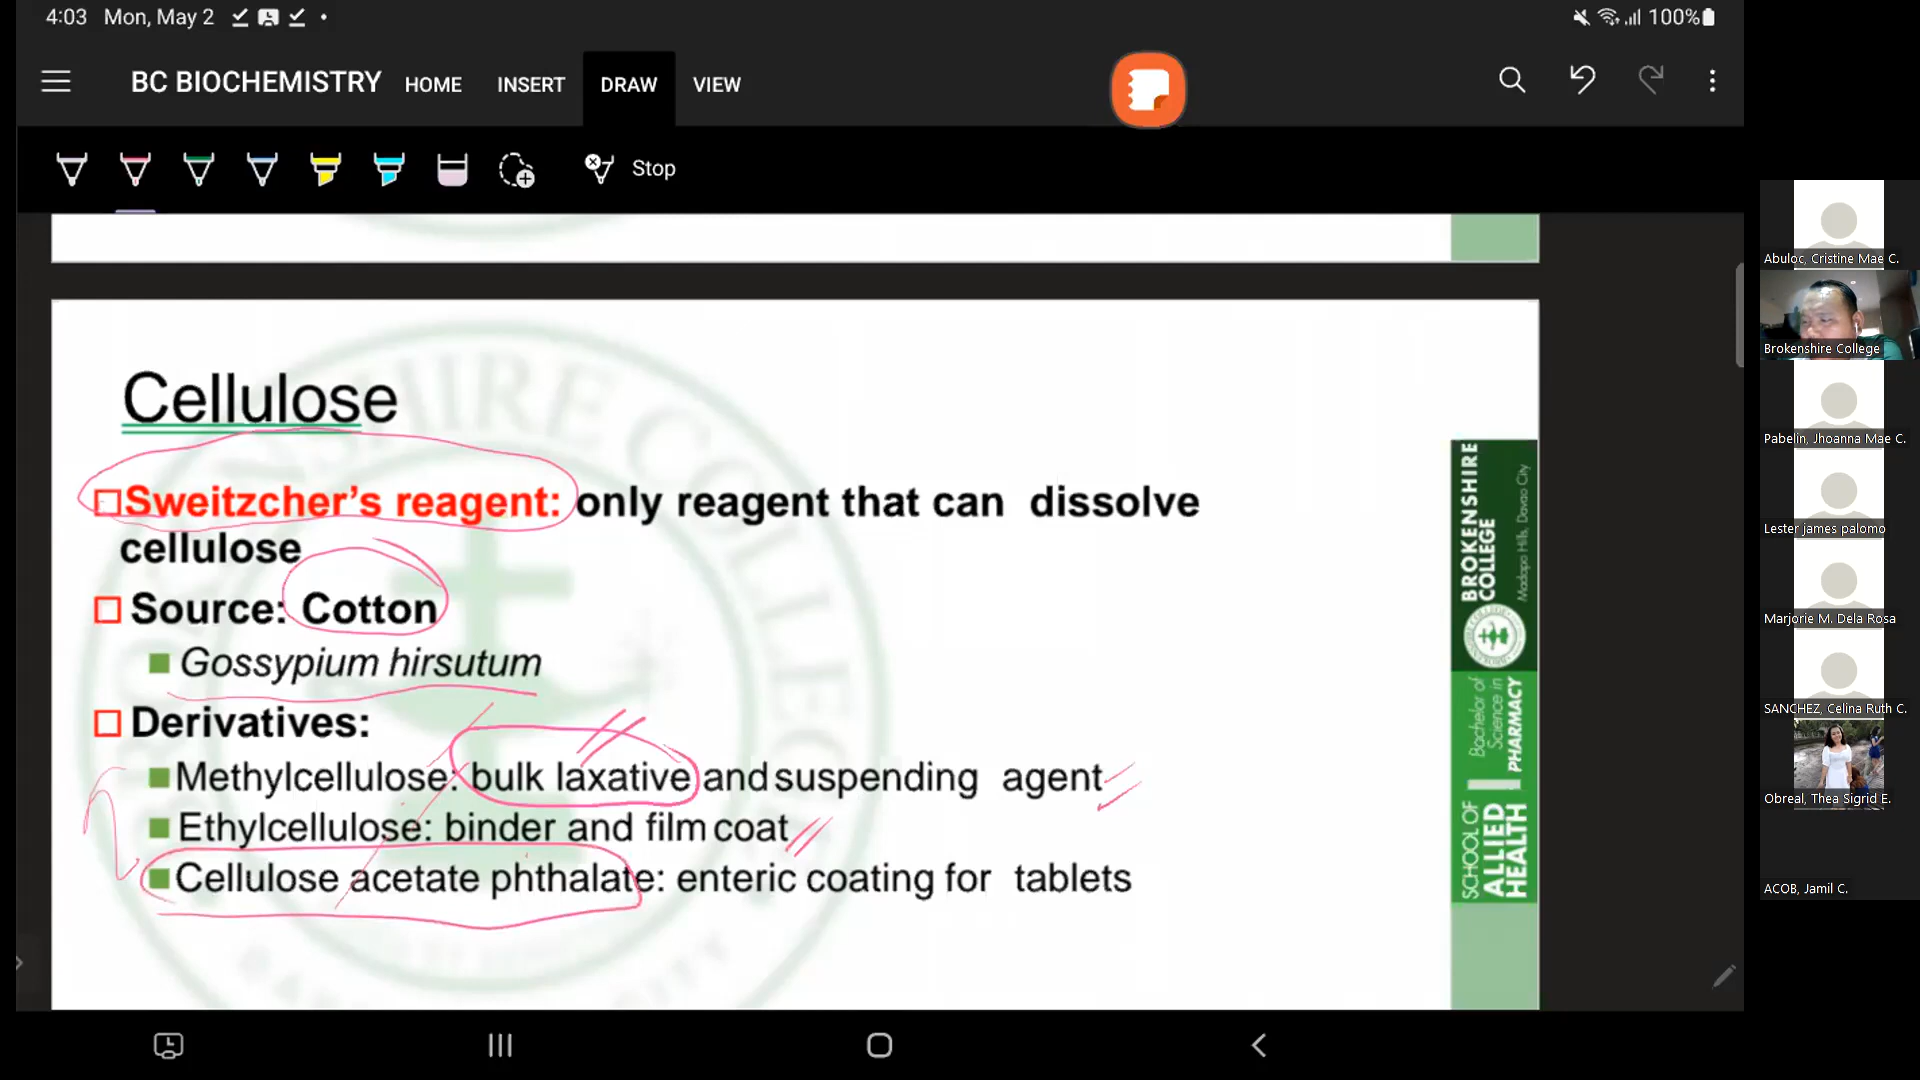 4:03 Mon, May 2
100%
BC BIOCHEMISTRY HOME INSERT DRAW VIEW
Stop
Cellulose
Sweitzcher's reagent: only reagent that can dissolve
cellulose
Source: Cotton
Gossypium hirsutum
Derivatives:
Methylcellulose: bulk laxative and suspending agent
Ethylcellulose: binder and film coat
Cellulose acetate phthalate: enteric coating for tablets
BROKENSHIRE
COLLEGE
Madapo Hills, Davao City
Bachelor of
Science in
PHARMACY
SCHOOL OF
ALLIED
HEALTH
Abuloc, Cristine Mae C.
Brokenshire College
Pabelin, Jhoanna Mae C.
Lester james palomo
Marjorie M. Dela Rosa
SANCHEZ, Celina Ruth C.
Obreal, Thea Sigrid E.
ACOB, Jamil C.